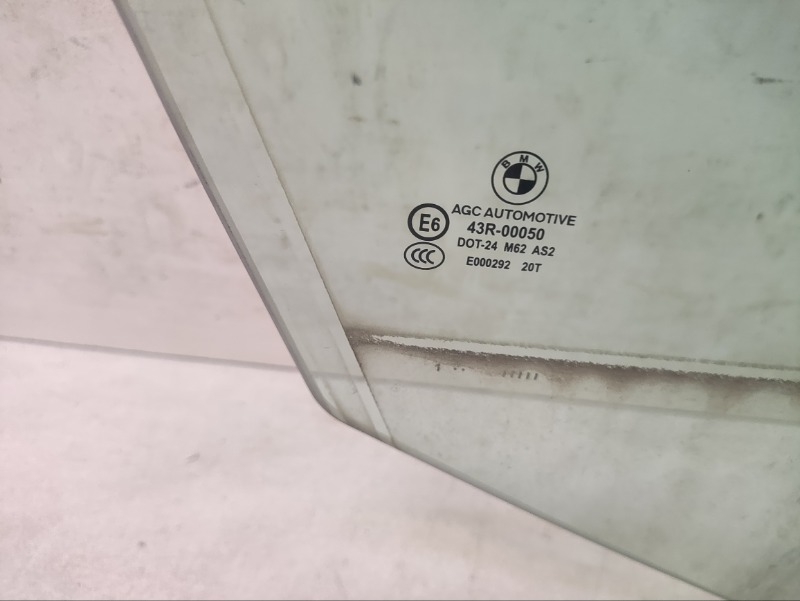 BMW
AGC AUTOMOTIVE
E6
43R-00050
DOT-24 M62 AS2
CCC
E000292 20T